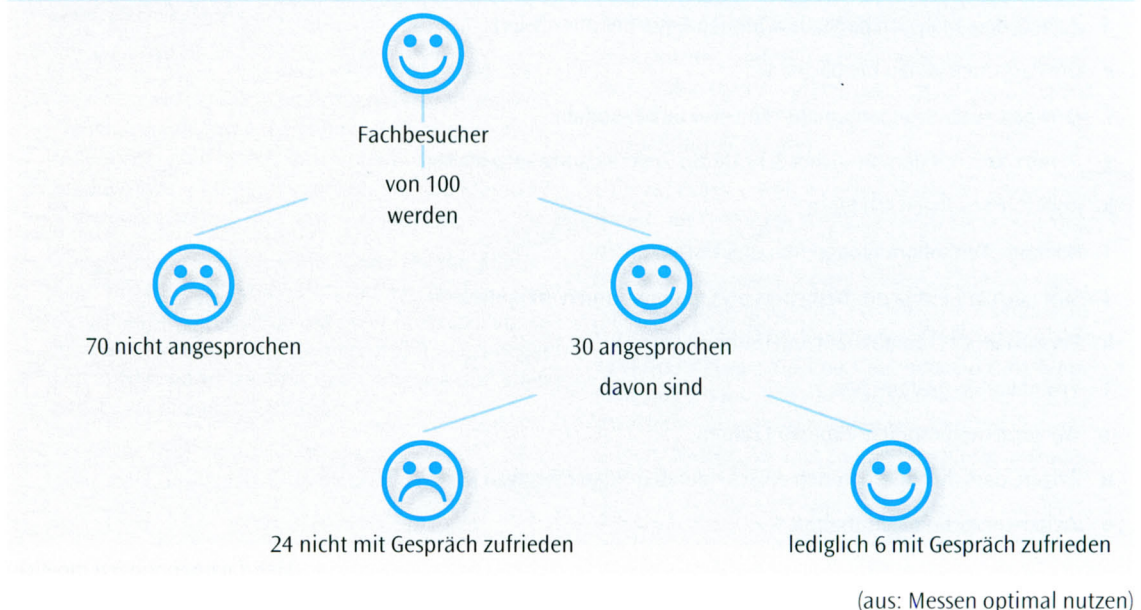 Fachbesucher
von 100
werden
70 nicht angesprochen
30 angesprochen
davon sind
24 nicht mit Gespräch zufrieden
lediglich 6 mit Gespräch zufrieden
(aus: Messen optimal nutzen)